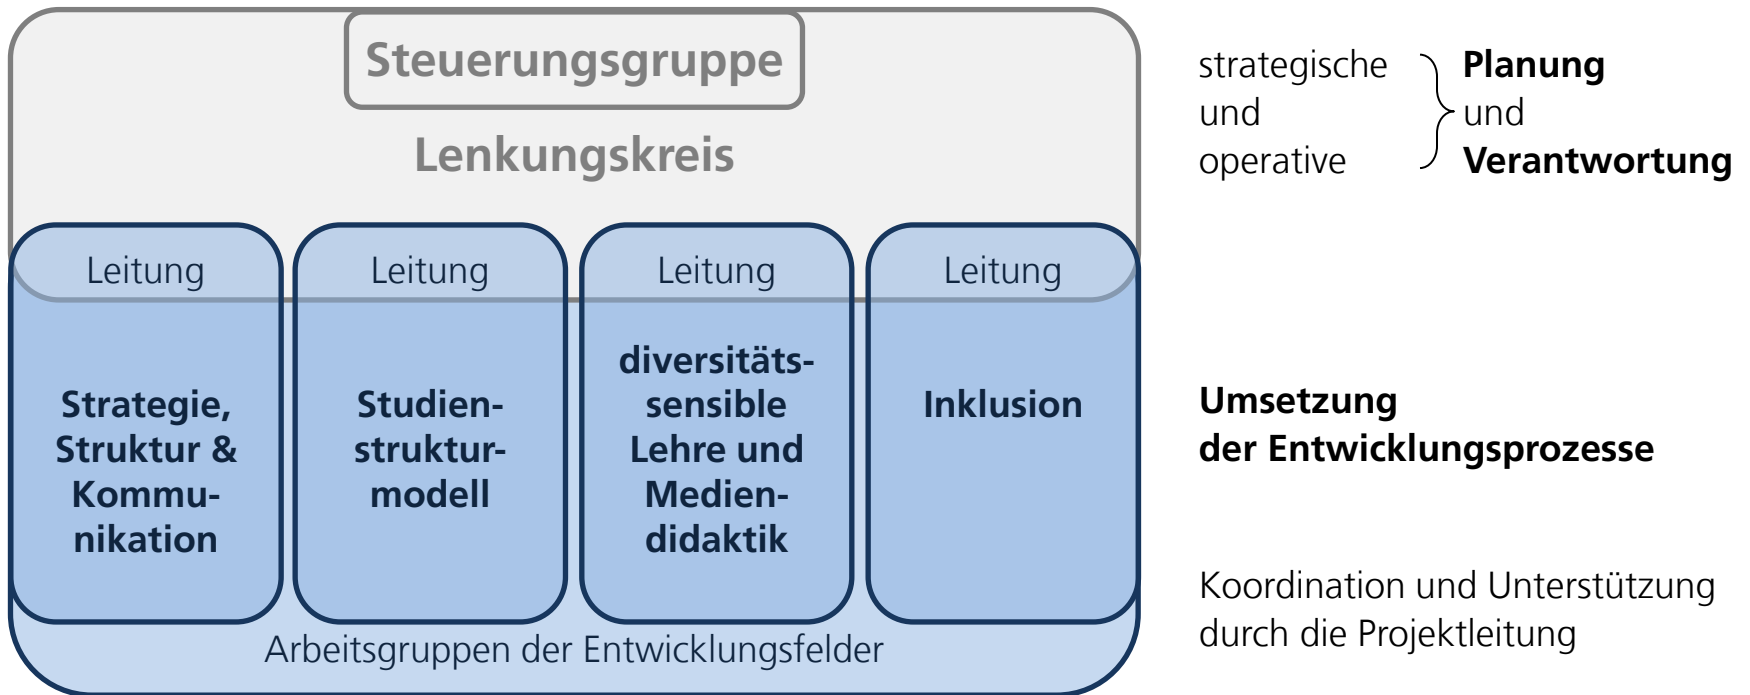 Steuerungsgruppe
Lenkungskreis
strategische
und
operative
Planung
und
Verantwortung
Leitung
Leitung
Leitung
Leitung
Strategie,
Struktur &
Kommu-
nikation
Studien-
struktur-
modell
diversitäts-
sensible
Lehre und
Medien-
didaktik
Inklusion
Umsetzung
der Entwicklungsprozesse
Arbeitsgruppen der Entwicklungsfelder
Koordination und Unterstützung
durch die Projektleitung